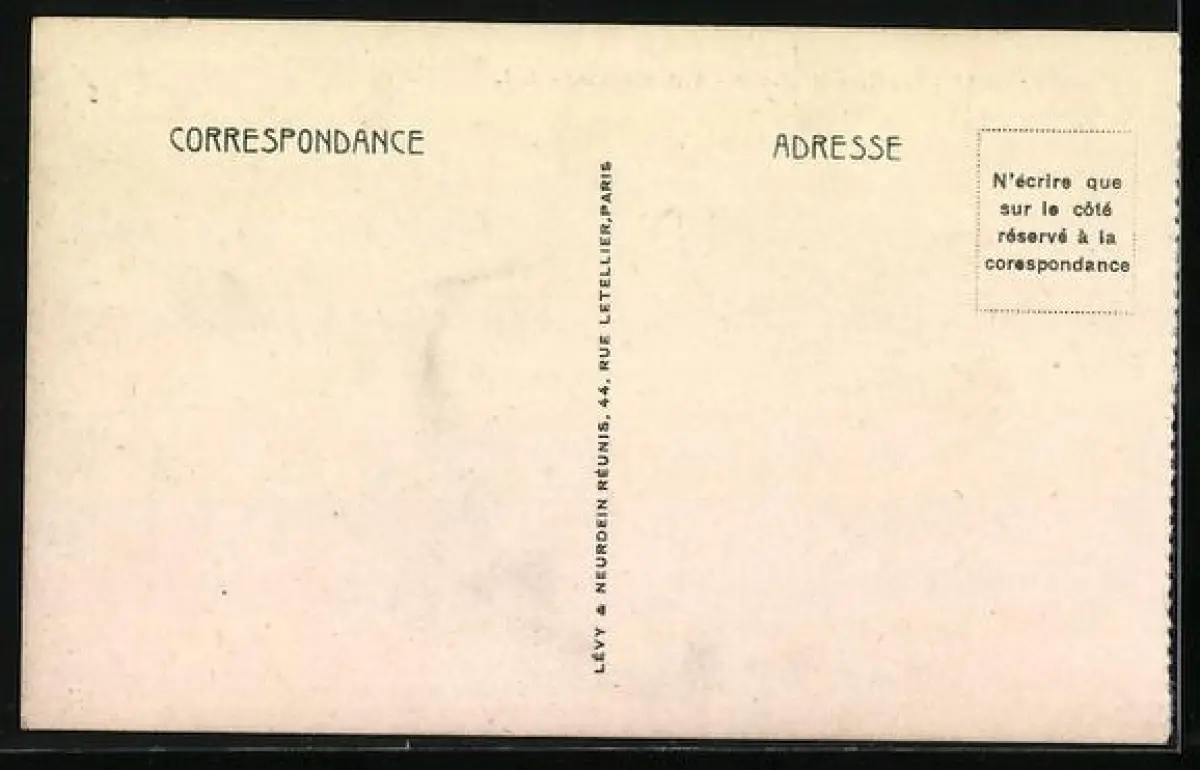 CORRESPONDANCE
LÉVY & NEURDEIN RÉUNIS, 44, RUE LETELLIER, PARIS
ADRESSE
N'écrire que
sur le côté
réservé à la
corespondance